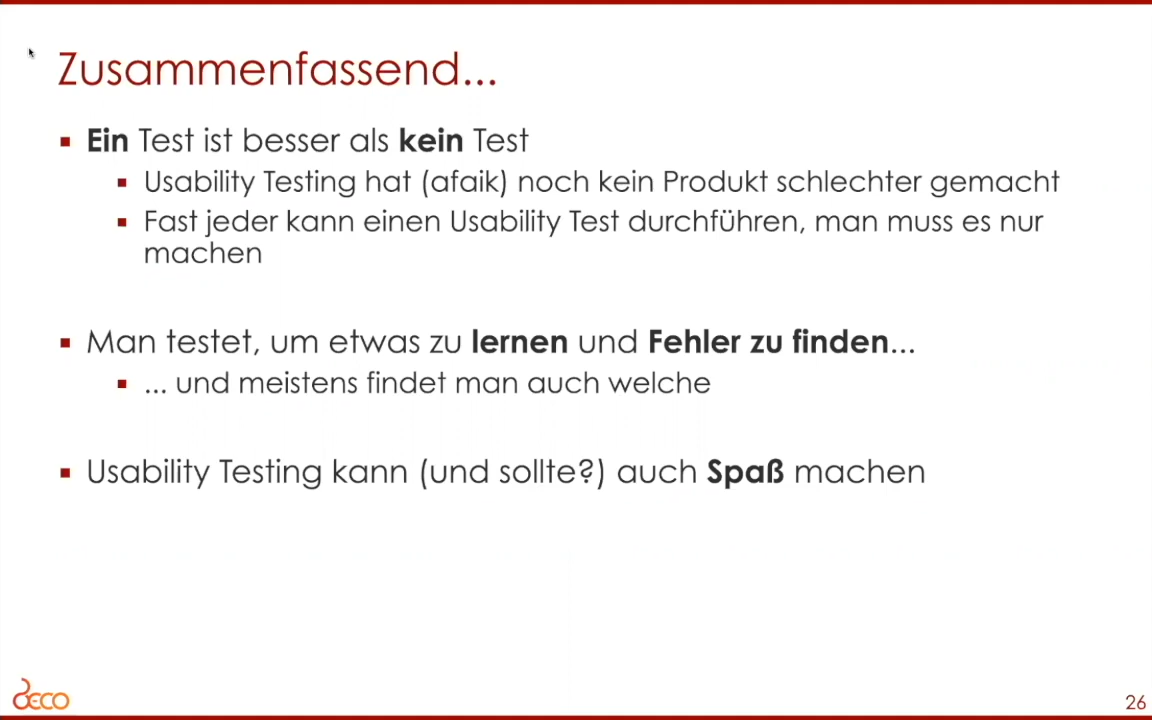 Zusammenfassend...
Ein Test ist besser als kein Test
Usability Testing hat (afaik) noch kein Produkt schlechter gemacht
Fast jeder kann einen Usability Test durchführen, man muss es nur
machen
Man testet, um etwas zu lernen und Fehler zu finden...
... und meistens findet man auch welche
Usability Testing kann (und sollte?) auch Spaß machen
DECO
26